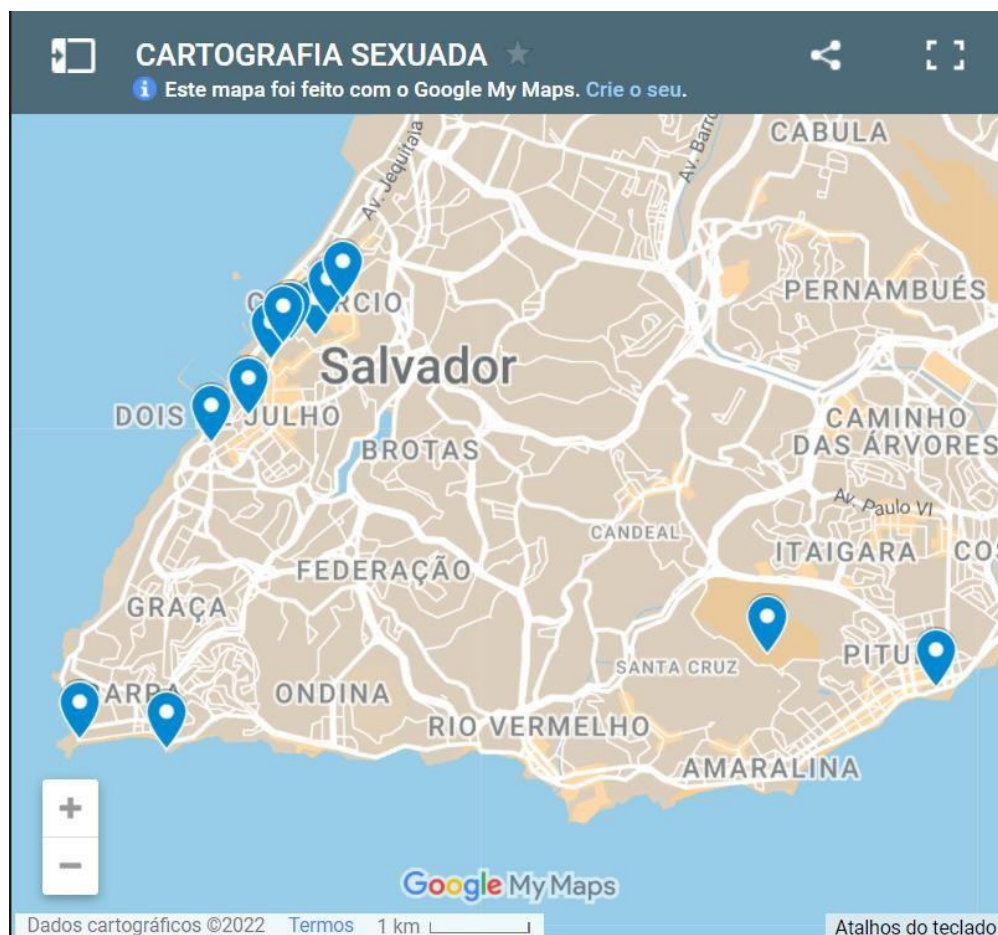 CARTOGRAFIA SEXUADA
Este mapa foi feito com o Google My Maps. Crie o seu.
CABULA
Av. Jequitaia
Av. Barro
PERNAMBUÉS
Salvador
DOIS JULHO
CAMINHO
DAS ÁRVORES
BROTAS
Av. Paulo VI
CANDEAL
ITAIGARA
FEDERAÇÃO
GRAÇA
SANTA CRUZ
ONDINA
RIO VERMELHO
AMARALINA
+
−
Google My Maps
Dados cartográficos ©2022 Termos 1 km
Atalhos do teclado